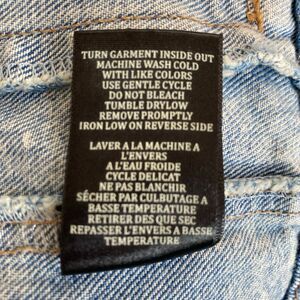 TURN GARMENT INSIDE OUT
MACHINE WASH COLD
WITH LIKE COLORS
USE GENTLE CYCLE
DO NOT BLEACH
TUMBLE DRYLOW
REMOVE PROMPTLY
IRON LOW ON REVERSE SIDE
LAVER A LA MACHINE A
L'ENVERS
A L'EAU FROIDE
CYCLE DELICAT
NE PAS BLANCHIR
SÉCHER PAR CULBUTAGE A
BASSE TEMPERATURE
RETIRER DES QUE SEC
REPASSER L'ENVERS A BASSE
TEMPERATURE